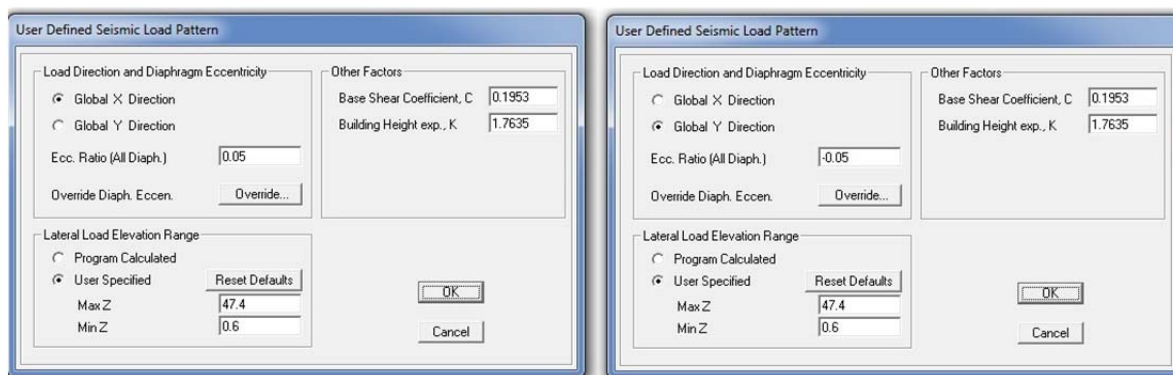 User Defined Seismic Load Pattern
Load Direction and Diaphragm Eccentricity
Global X Direction
Global Y Direction
Ecc. Ratio (All Diaph.) 0.05
Override Diaph. Eccen. Override...
Other Factors
Base Shear Coefficient, C 0.1953
Building Height exp., K 1.7635
Lateral Load Elevation Range
Program Calculated
User Specified Reset Defaults
Max Z 47.4
Min Z 0.6
OK
Cancel
User Defined Seismic Load Pattern
Load Direction and Diaphragm Eccentricity
Global X Direction
Global Y Direction
Ecc. Ratio (All Diaph.) -0.05
Override Diaph. Eccen. Override...
Other Factors
Base Shear Coefficient, C 0.1953
Building Height exp., K 1.7635
Lateral Load Elevation Range
Program Calculated
User Specified Reset Defaults
Max Z 47.4
Min Z 0.6
OK
Cancel